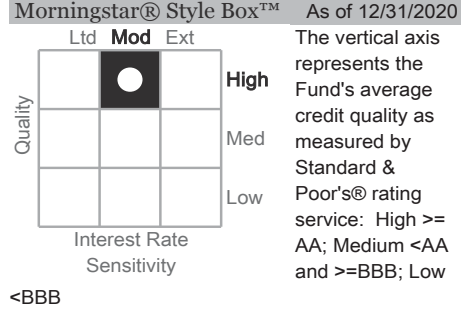 Morningstar® Style Box™ As of 12/31/2020
Ltd Mod Ext
High
Med
Low
Quality
Interest Rate
Sensitivity
The vertical axis
represents the
Fund's average
credit quality as
measured by
Standard &
Poor's® rating
service: High >=
AA; Medium <AA
and >=BBB; Low
<BBB